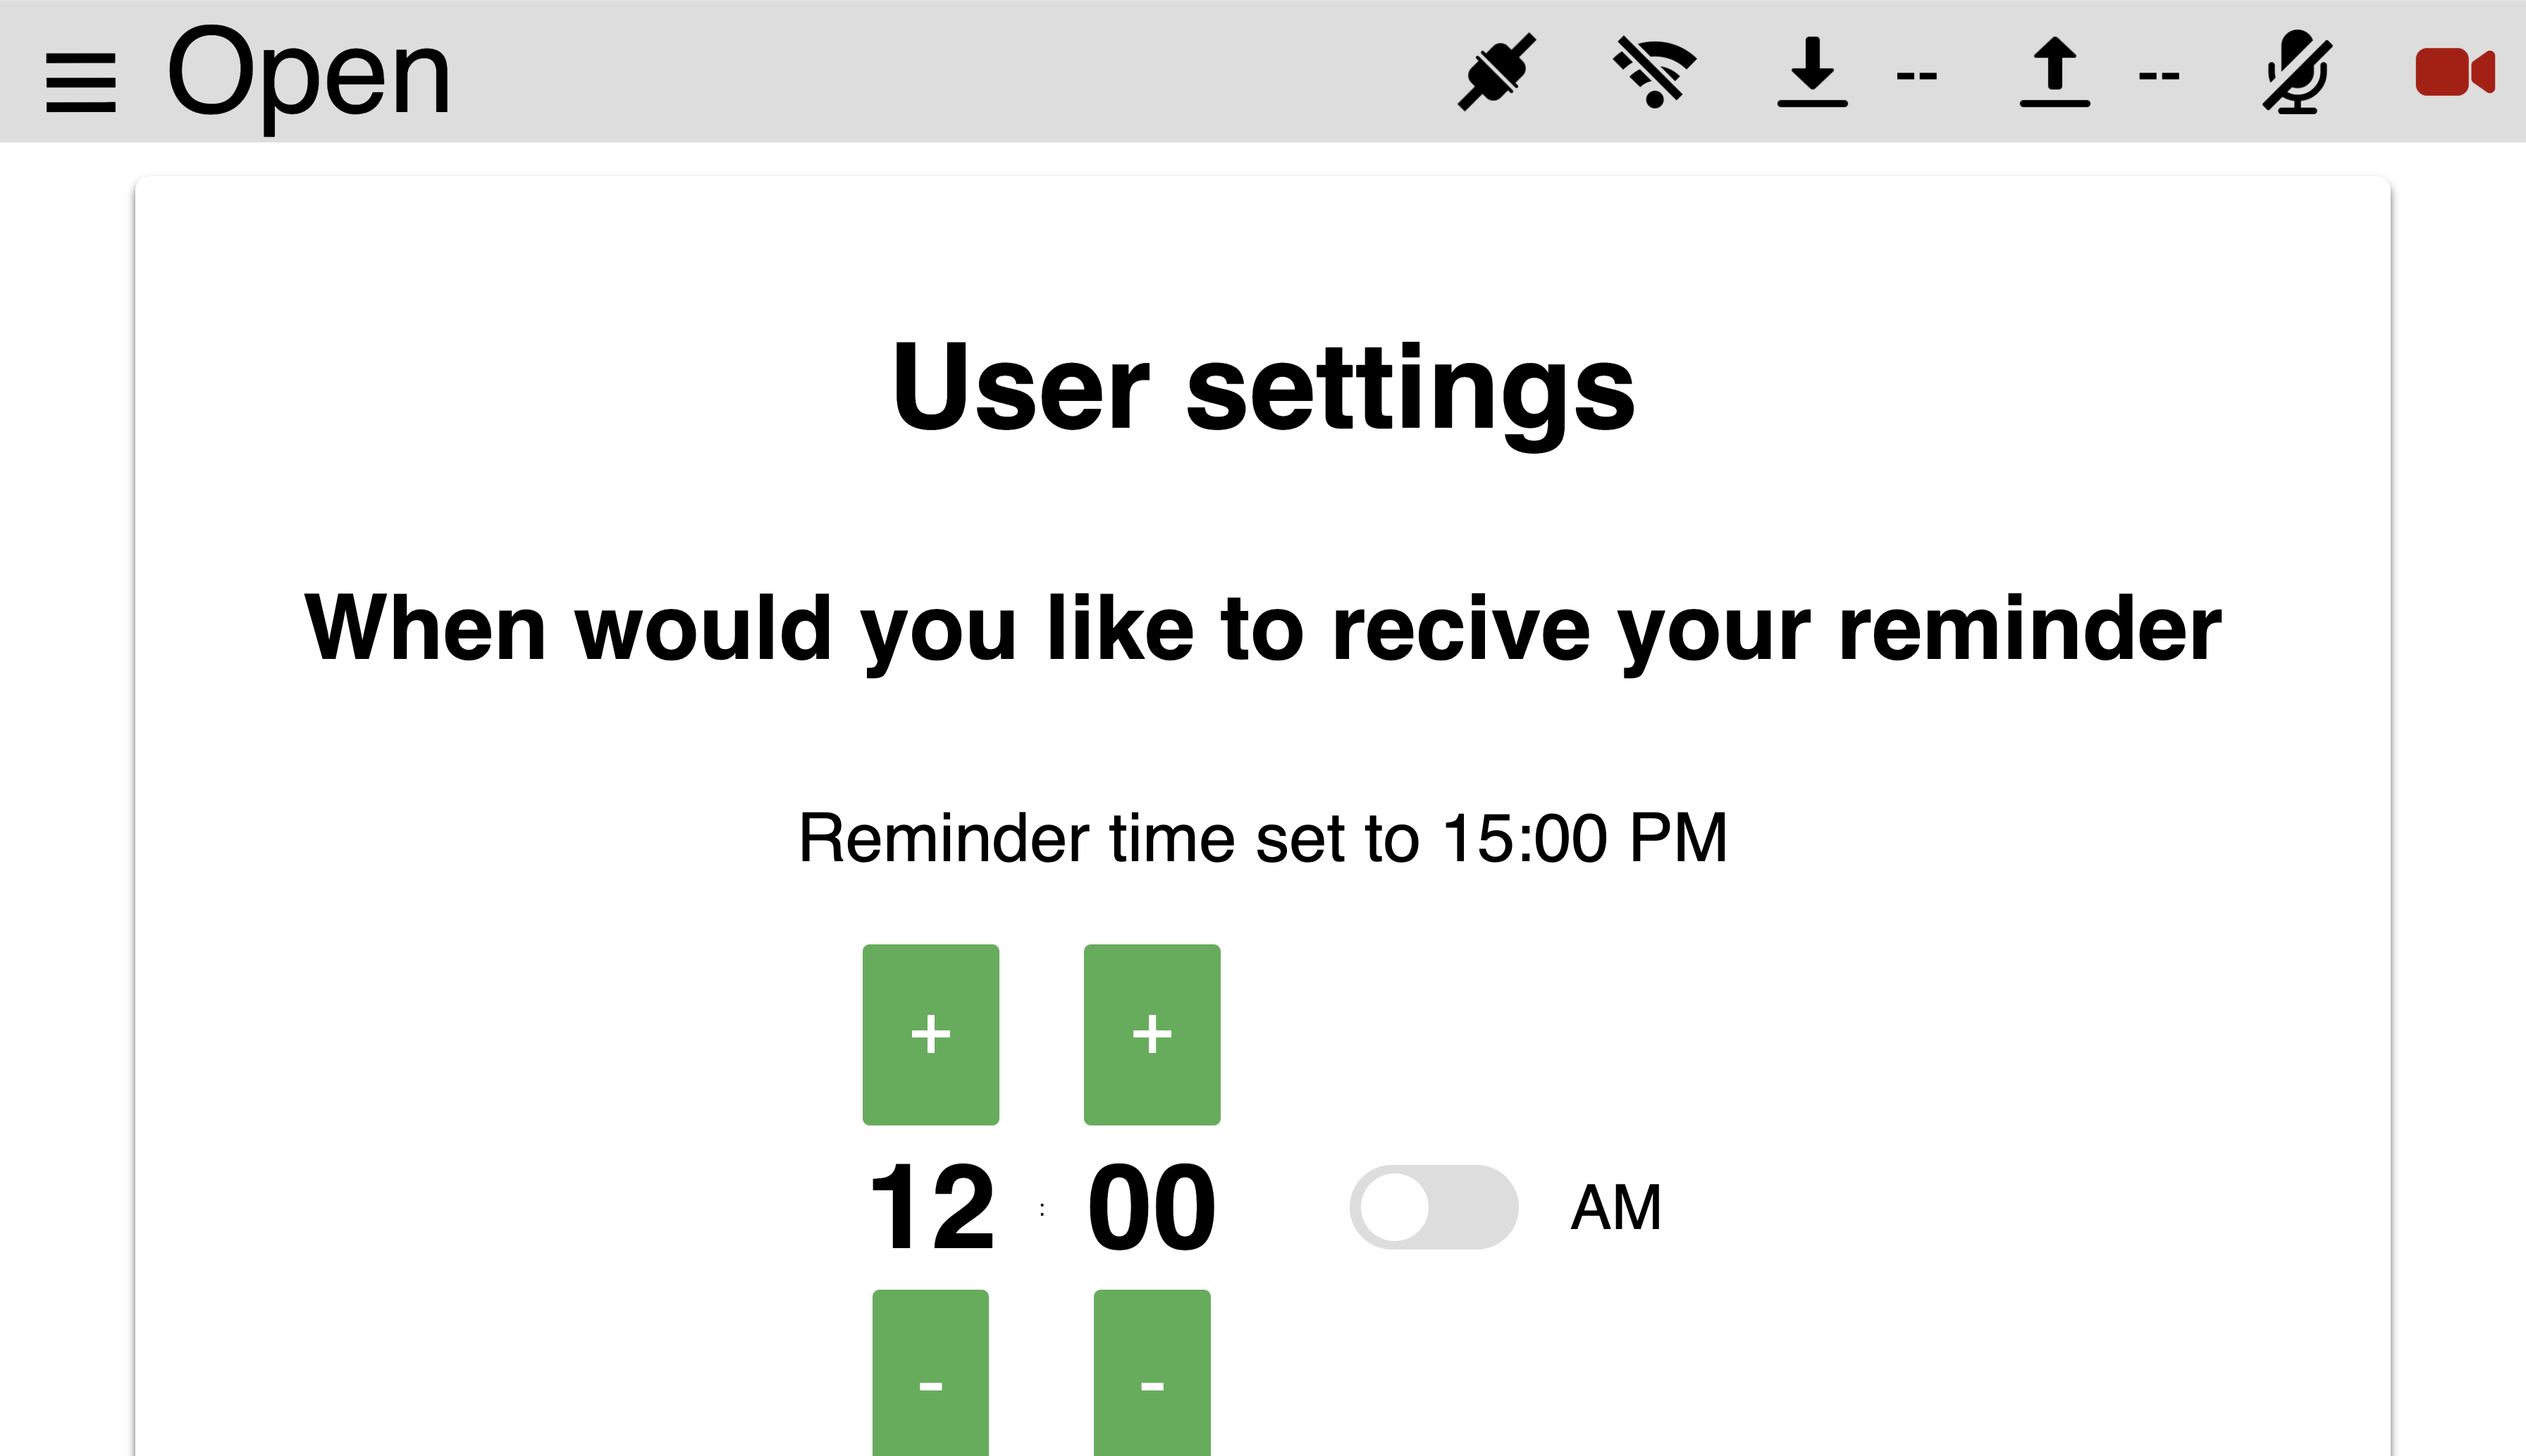 Open -- --
User settings
When would you like to recive your reminder
Reminder time set to 15:00 PM
+ +
12 : 00 AM
- -